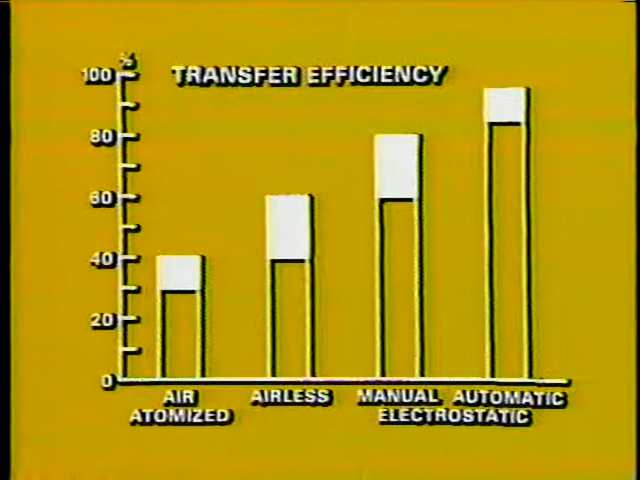 %
TRANSFER EFFICIENCY
100
80
60
40
20
0
AIR ATOMIZED
AIRLESS
MANUAL AUTOMATIC
ELECTROSTATIC